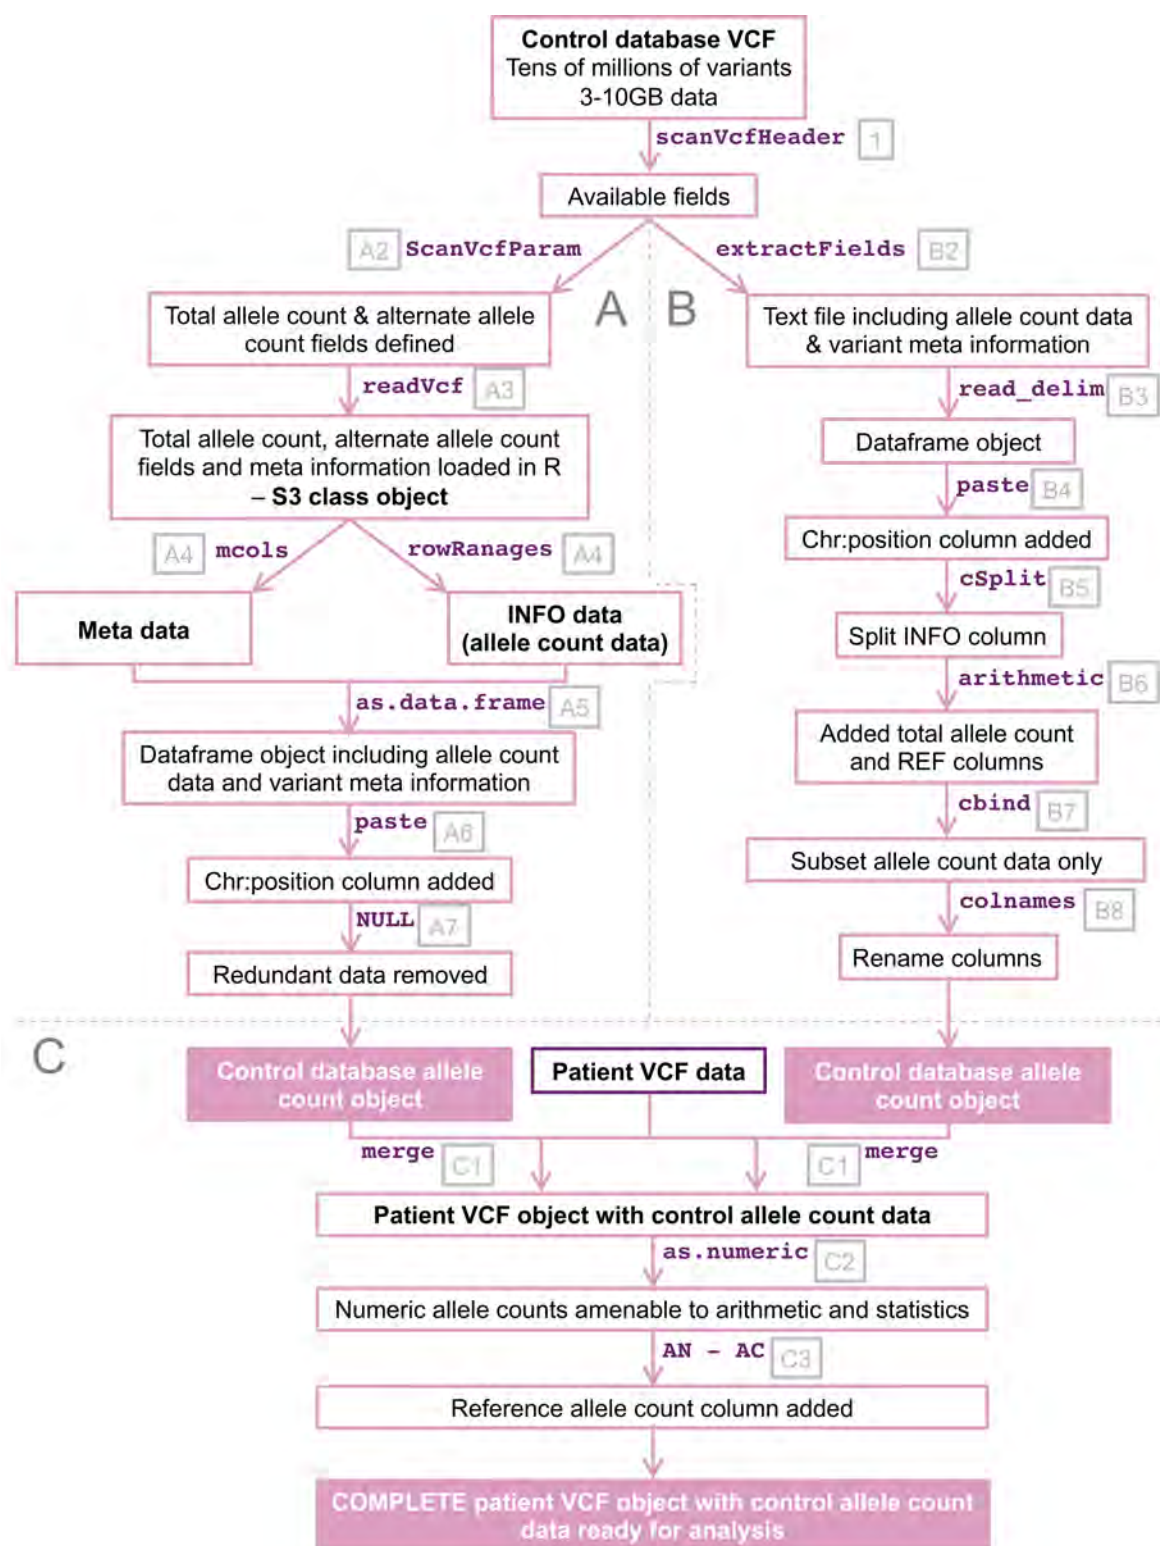 Control database VCF
Tens of millions of variants
3-10GB data
scanVcfHeader 1
Available fields
A2 ScanVcfParam
extractFields B2
A B
Total allele count & alternate allele
count fields defined
Text file including allele count data
& variant meta information
readVcf A3
read_delim B3
Total allele count, alternate allele count
fields and meta information loaded in R
– S3 class object
Dataframe object
paste B4
Chr:position column added
A4 mcols
rowRanages A4
cSplit B5
Meta data
INFO data
(allele count data)
Split INFO column
arithmetic B6
as.data.frame A5
Added total allele count
and REF columns
Dataframe object including allele count
data and variant meta information
cbind B7
paste A6
Subset allele count data only
Chr:position column added
colnames B8
NULL A7
Rename columns
Redundant data removed
C
Control database allele
count object
Patient VCF data
Control database allele
count object
merge C1
C1 merge
Patient VCF object with control allele count data
as.numeric C2
Numeric allele counts amenable to arithmetic and statistics
AN - AC C3
Reference allele count column added
COMPLETE patient VCF object with control allele count
data ready for analysis